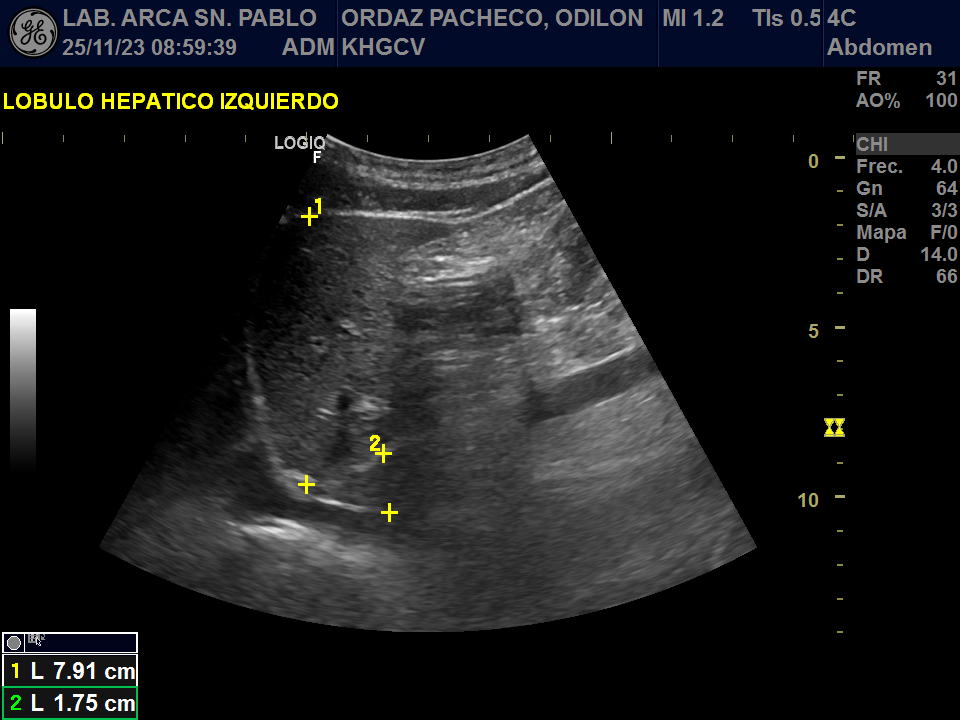 LAB. ARCA SN. PABLO
ORDAZ PACHECO, ODILON
MI 1.2 TIs 0.5
4C
25/11/23 08:59:39 ADM
KHGCV
Abdomen
LOBULO HEPATICO IZQUIERDO
FR 31
AO% 100
CHI
Frec. 4.0
Gn 64
S/A 3/3
Mapa F/0
D 14.0
DR 66
LOGIQ
F
0
5
10
1
2
1 L 7.91 cm
2 L 1.75 cm